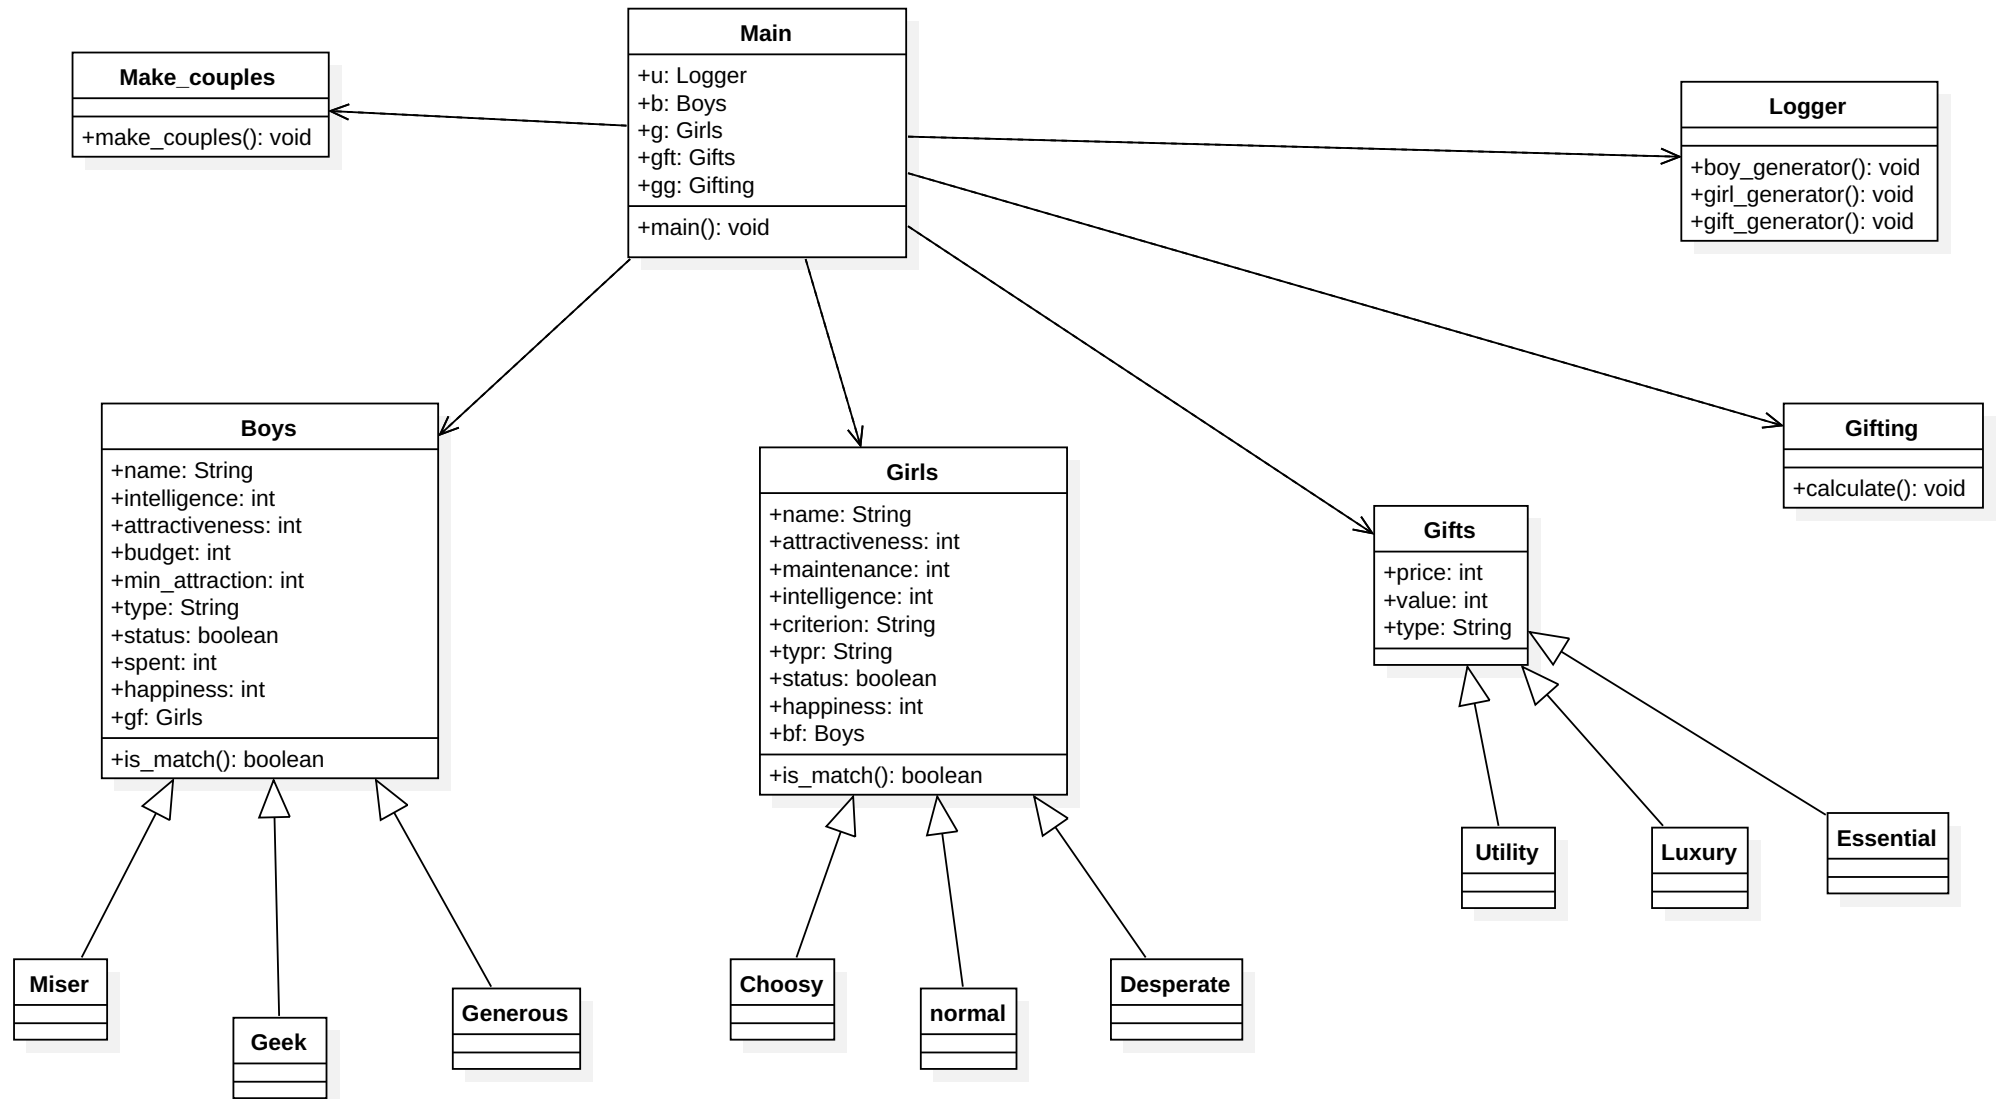 Main
+u: Logger
+b: Boys
+g: Girls
+gft: Gifts
+gg: Gifting
+main(): void
Make_couples
+make_couples(): void
Logger
+boy_generator(): void
+girl_generator(): void
+gift_generator(): void
Boys
+name: String
+intelligence: int
+attractiveness: int
+budget: int
+min_attraction: int
+type: String
+status: boolean
+spent: int
+happiness: int
+gf: Girls
+is_match(): boolean
Girls
+name: String
+attractiveness: int
+maintenance: int
+intelligence: int
+criterion: String
+typr: String
+status: boolean
+happiness: int
+bf: Boys
+is_match(): boolean
Gifts
+price: int
+value: int
+type: String
Gifting
+calculate(): void
Miser
Geek
Generous
Choosy
normal
Desperate
Utility
Luxury
Essential